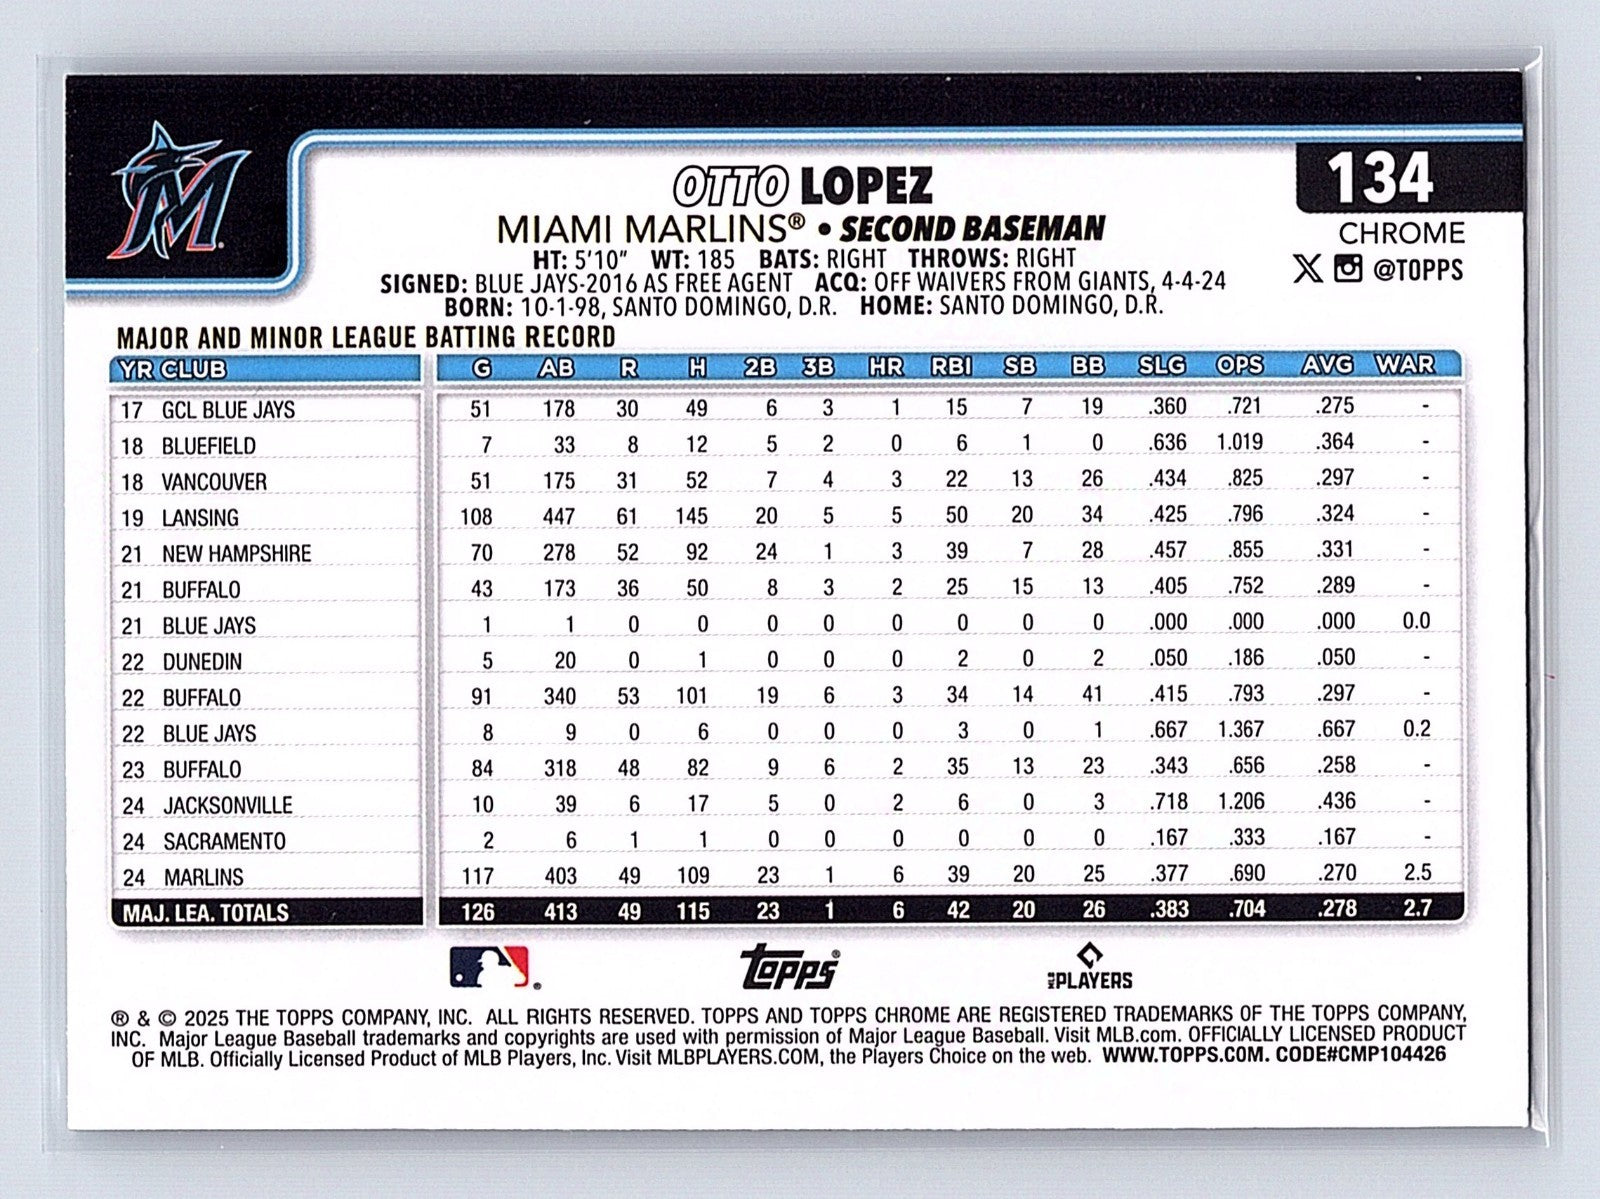 OTTO LOPEZ
134
MIAMI MARLINS® • SECOND BASEMAN
CHROME
HT: 5'10" WT: 185 BATS: RIGHT THROWS: RIGHT
@TOPPS
SIGNED: BLUE JAYS-2016 AS FREE AGENT ACQ: OFF WAIVERS FROM GIANTS, 4-4-24
BORN: 10-1-98, SANTO DOMINGO, D.R. HOME: SANTO DOMINGO, D.R.
MAJOR AND MINOR LEAGUE BATTING RECORD
YR CLUB G AB R H 2B 3B HR RBI SB BB SLG OPS AVG WAR
17 GCL BLUE JAYS 51 178 30 49 6 3 1 15 7 19 .360 .721 .275 -
18 BLUEFIELD 7 33 8 12 5 2 0 6 1 0 .636 1.019 .364 -
18 VANCOUVER 51 175 31 52 7 4 3 22 13 26 .434 .825 .297 -
19 LANSING 108 447 61 145 20 5 5 50 20 34 .425 .796 .324 -
21 NEW HAMPSHIRE 70 278 52 92 24 1 3 39 7 28 .457 .855 .331 -
21 BUFFALO 43 173 36 50 8 3 2 25 15 13 .405 .752 .289 -
21 BLUE JAYS 1 1 0 0 0 0 0 0 0 0 .000 .000 .000 0.0
22 DUNEDIN 5 20 0 1 0 0 0 2 0 2 .050 .186 .050 -
22 BUFFALO 91 340 53 101 19 6 3 34 14 41 .415 .793 .297 -
22 BLUE JAYS 8 9 0 6 0 0 0 3 0 1 .667 1.367 .667 0.2
23 BUFFALO 84 318 48 82 9 6 2 35 13 23 .343 .656 .258 -
24 JACKSONVILLE 10 39 6 17 5 0 2 6 0 3 .718 1.206 .436 -
24 SACRAMENTO 2 6 1 1 0 0 0 0 0 0 .167 .333 .167 -
24 MARLINS 117 403 49 109 23 1 6 39 20 25 .377 .690 .270 2.5
MAJ. LEA. TOTALS 126 413 49 115 23 1 6 42 20 26 .383 .704 .278 2.7
Topps® MLB PLAYERS
® & © 2025 THE TOPPS COMPANY, INC. ALL RIGHTS RESERVED. TOPPS AND TOPPS CHROME ARE REGISTERED TRADEMARKS OF THE TOPPS COMPANY,
INC. Major League Baseball trademarks and copyrights are used with permission of Major League Baseball. Visit MLB.com. OFFICIALLY LICENSED PRODUCT
OF MLB. Officially Licensed Product of MLB Players, Inc. Visit MLBPLAYERS.COM, the Players Choice on the web. WWW.TOPPS.COM. CODE#CMP104426